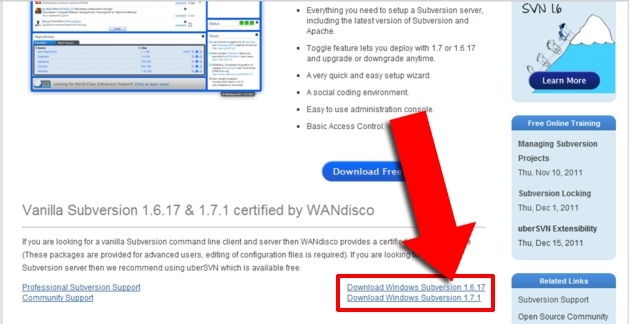 Everything you need to setup a Subversion server,
including the latest version of Subversion and
Apache.
Toggle feature lets you deploy with 1.7 or 1.6.17
and upgrade or downgrade anytime.
A very quick and easy setup wizard.
A social coding environment.
Easy to use administration console.
Basic Access Control.
Download Free
Looking for World Class Subversion Support? Click here to learn more.
Vanilla Subversion 1.6.17 & 1.7.1 certified by WANdisco
If you are looking for a vanilla Subversion command line client and server then WANdisco provides a certified
(These packages are provided for advanced users, editing of configuration files is required). If you are looking
Subversion server then we recommend using uberSVN which is available free.
Professional Subversion Support
Community Support
Download Windows Subversion 1.6.17
Download Windows Subversion 1.7.1
SVN 1.6
Learn More
Free Online Training
Managing Subversion
Projects
Thu, Nov 10, 2011
Subversion Locking
Thu, Dec 1, 2011
uberSVN Extensibility
Thu, Dec 15, 2011
Related Links
Subversion Support
Open Source Community